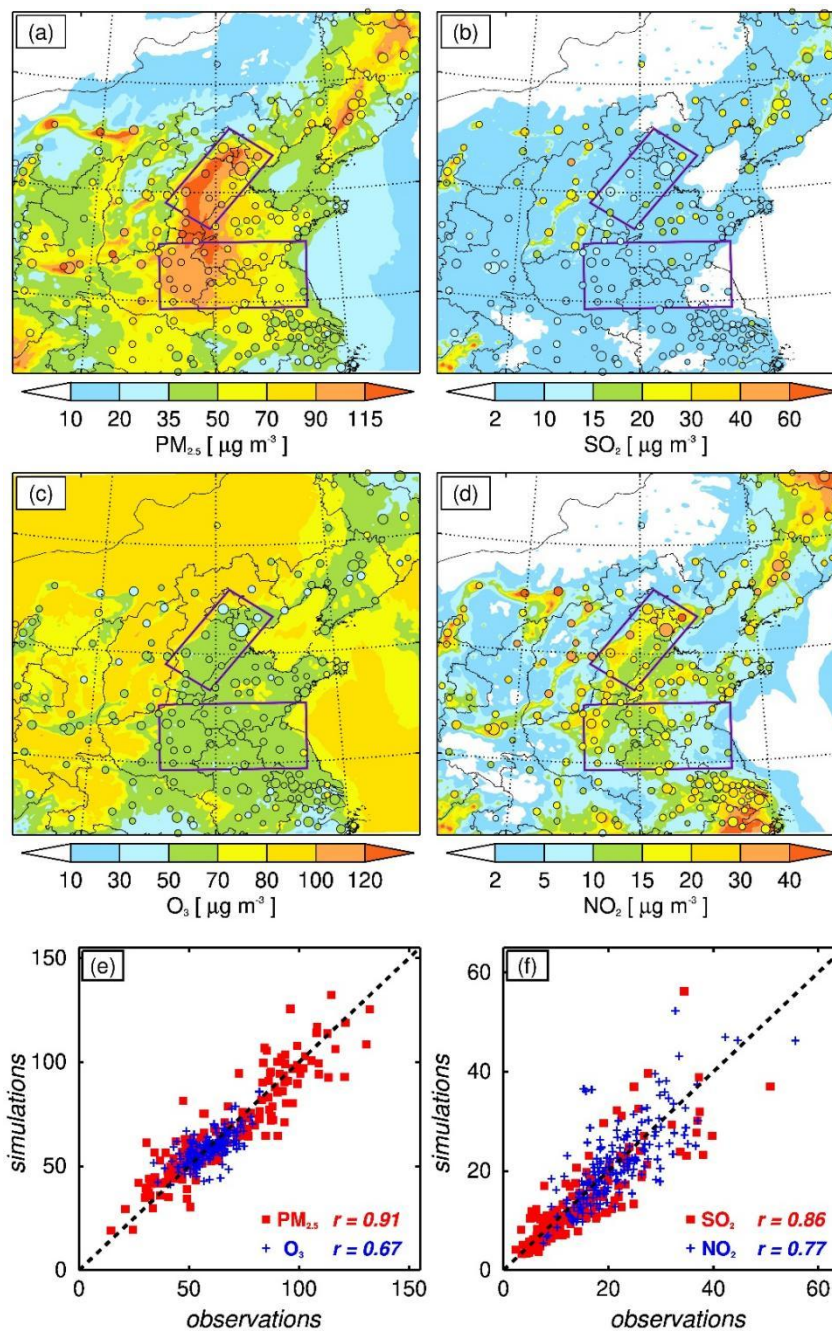 (a)
(b)
10 20 35 50 70 90 115
PM₂.₅ [ μg m⁻³ ]
2 10 15 20 25 40 60
SO₂ [ μg m⁻³ ]
(c)
(d)
10 30 50 70 80 100 120
O₃ [ μg m⁻³ ]
2 5 10 15 20 30 40
NO₂ [ μg m⁻³ ]
(e)
150
100
50
0
simulations
PM₂.₅ r = 0.91
O₃ r = 0.67
0 50 100 150
observations
(f)
60
40
20
0
simulations
SO₂ r = 0.86
NO₂ r = 0.77
0 20 40 60
observations